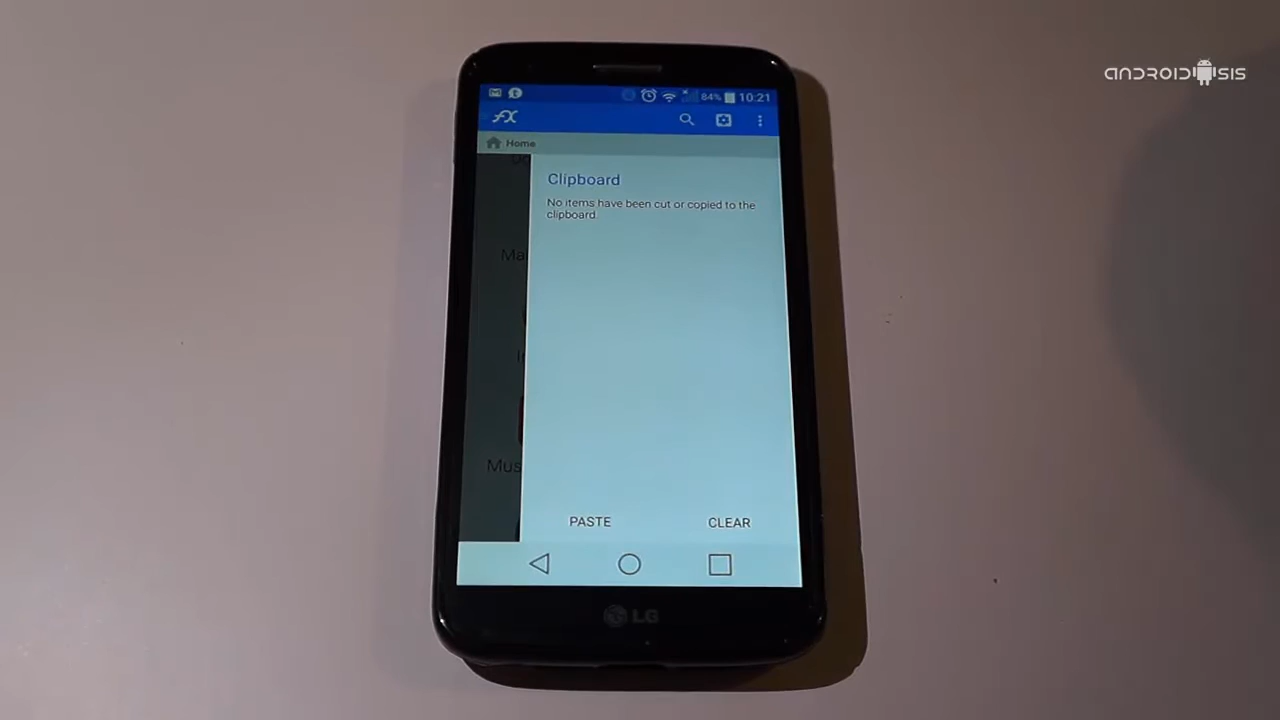 ANDROIDSIS
84% 10:21
FX
Home
Clipboard
No items have been cut or copied to the
clipboard.
Mus
PASTE
CLEAR
LG